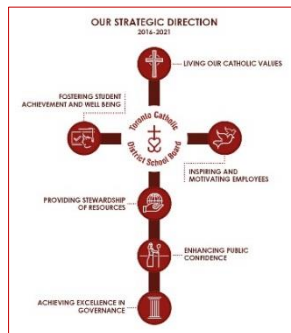 OUR STRATEGIC DIRECTION
2016-2021
LIVING OUR CATHOLIC VALUES
FOSTERING STUDENT
ACHIEVEMENT AND WELL BEING
Toronto Catholic
District School Board
INSPIRING AND
MOTIVATING EMPLOYEES
PROVIDING STEWARDSHIP
OF RESOURCES
ENHANCING PUBLIC
CONFIDENCE
ACHIEVING EXCELLENCE IN
GOVERNANCE